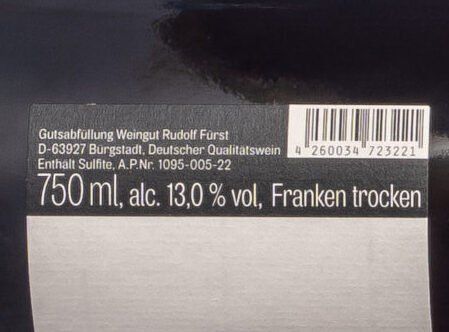 Gutsabfüllung Weingut Rudolf Fürst
D-63927 Bürgstadt, Deutscher Qualitätswein
Enthält Sulfite, A.P.Nr. 1095-005-22
4 260034 723221
750 ml, alc. 13,0 % vol, Franken trocken